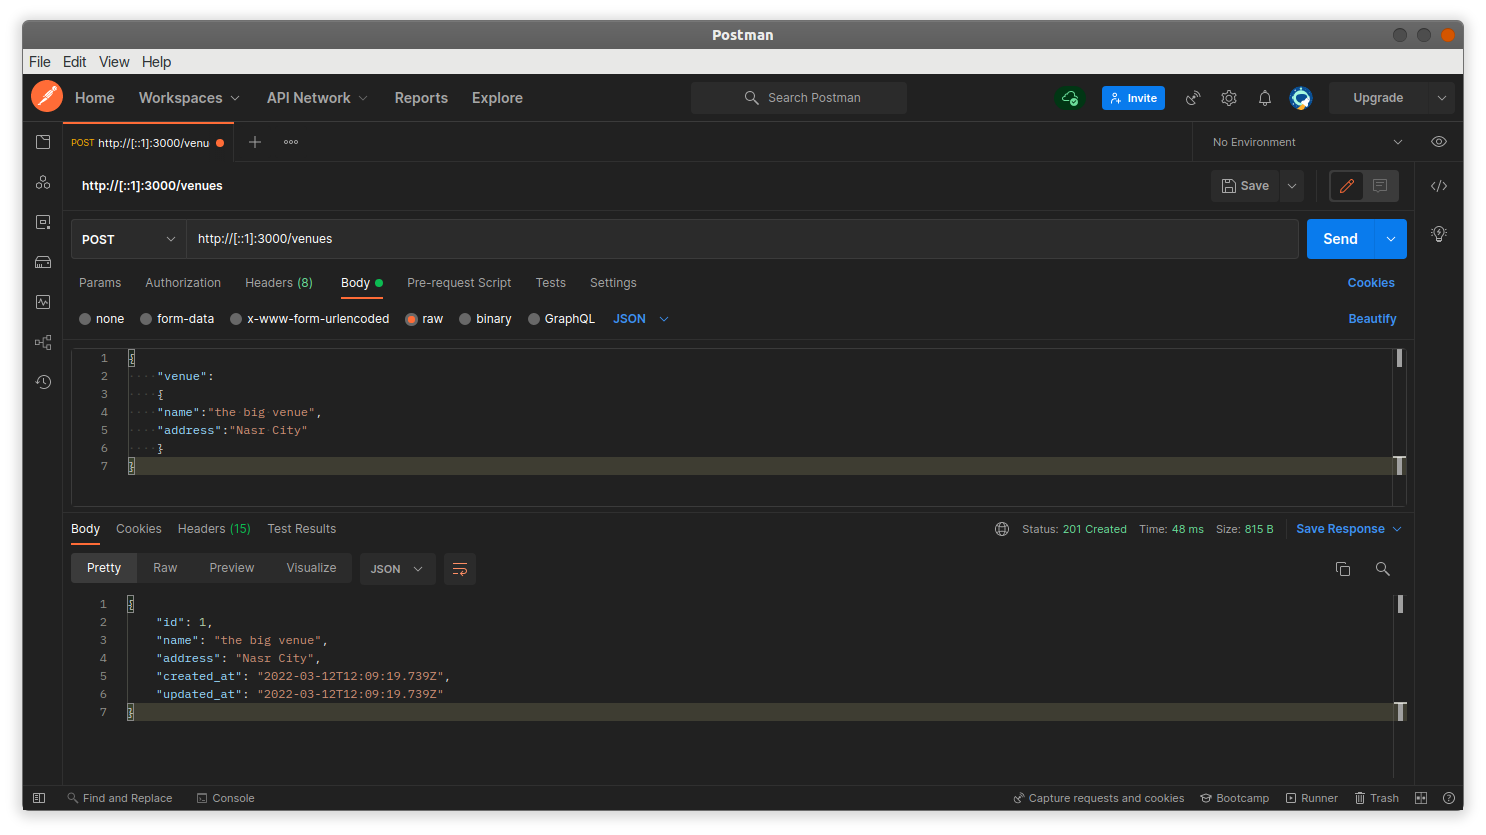 Postman
File Edit View Help
Home Workspaces API Network Reports Explore Search Postman Invite Upgrade
POST http://[::1]:3000/venu No Environment
http://[::1]:3000/venues Save
POST http://[::1]:3000/venues Send
Params Authorization Headers (8) Body Pre-request Script Tests Settings Cookies
none form-data x-www-form-urlencoded raw binary GraphQL JSON Beautify
1 {
2 "venue":
3 {
4 "name":"the big venue",
5 "address":"Nasr City"
6 }
7 }
Body Cookies Headers (15) Test Results Status: 201 Created Time: 48 ms Size: 815 B Save Response
Pretty Raw Preview Visualize JSON
1 {
2 "id": 1,
3 "name": "the big venue",
4 "address": "Nasr City",
5 "created_at": "2022-03-12T12:09:19.739Z",
6 "updated_at": "2022-03-12T12:09:19.739Z"
7 }
Find and Replace Console Capture requests and cookies Bootcamp Runner Trash